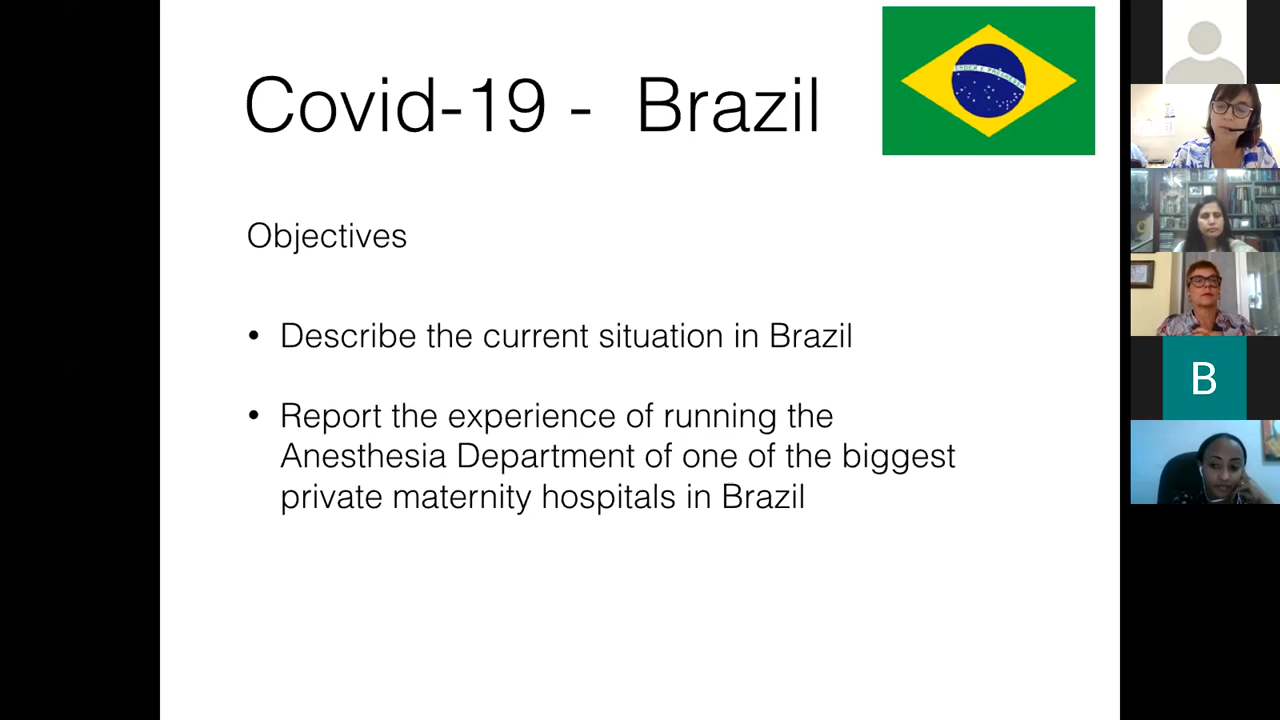 Covid-19 - Brazil
Objectives
• Describe the current situation in Brazil
• Report the experience of running the
Anesthesia Department of one of the biggest
private maternity hospitals in Brazil
B